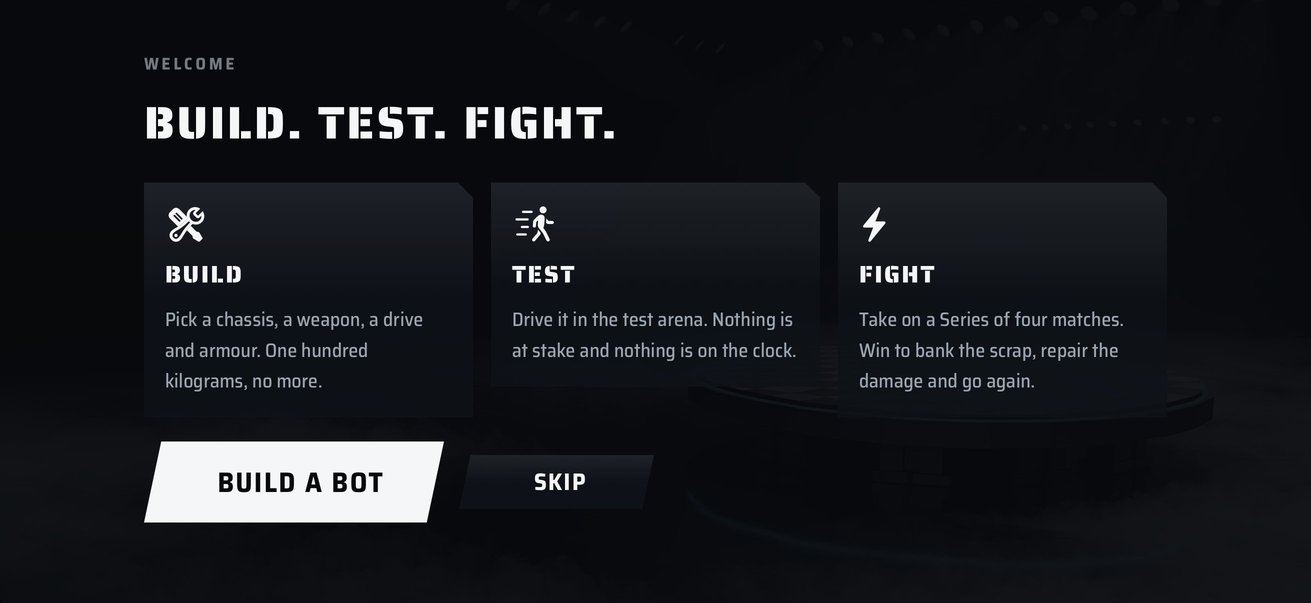 WELCOME
BUILD. TEST. FIGHT.
BUILD
Pick a chassis, a weapon, a drive
and armour. One hundred
kilograms, no more.
TEST
Drive it in the test arena. Nothing is
at stake and nothing is on the clock.
FIGHT
Take on a Series of four matches.
Win to bank the scrap, repair the
damage and go again.
BUILD A BOT
SKIP